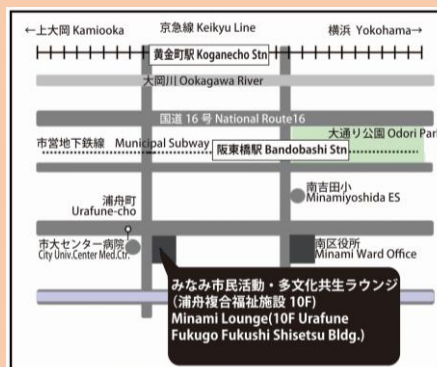 ←上大岡 Kamiooka
京急線 Keikyu Line
横浜 Yokohama→
黄金町駅 Koganecho Stn
大岡川 Ookagawa River
国道 16 号 National Route16
大通り公園 Odori Park
市営地下鉄線 Municipal Subway
阪東橋駅 Bandobashi Stn
南吉田小
Minamiyoshida ES
浦舟町
Urafune-cho
市大センター病院
City Univ.Center Med.Ctr.
南区役所
Minami Ward Office
みなみ市民活動・多文化共生ラウンジ
(浦舟複合福祉施設 10F)
Minami Lounge(10F Urafune
Fukugo Fukushi Shisetsu Bldg.)